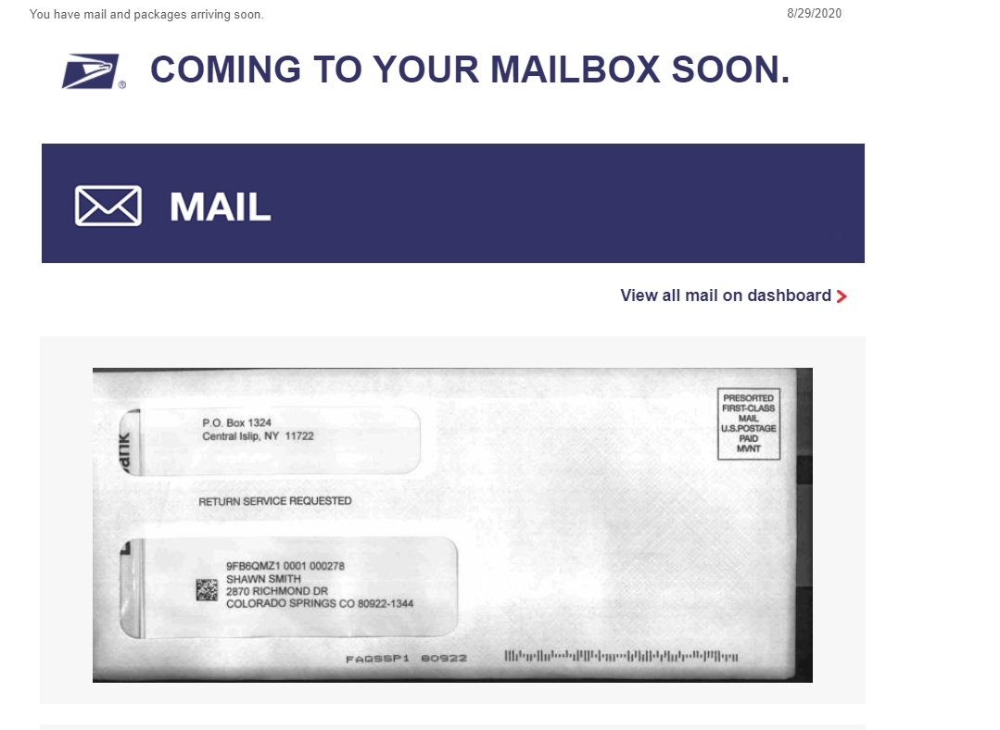 You have mail and packages arriving soon.
8/29/2020
COMING TO YOUR MAILBOX SOON.
®
MAIL
View all mail on dashboard
P.O. Box 1324
Central Islip, NY 11722
PRESORTED
FIRST-CLASS
MAIL
U.S.POSTAGE
PAID
MVNT
RETURN SERVICE REQUESTED
9FB6QMZ1 0001 000278
SHAWN SMITH
2870 RICHMOND DR
COLORADO SPRINGS CO 80922-1344
FAQSSP1 80922